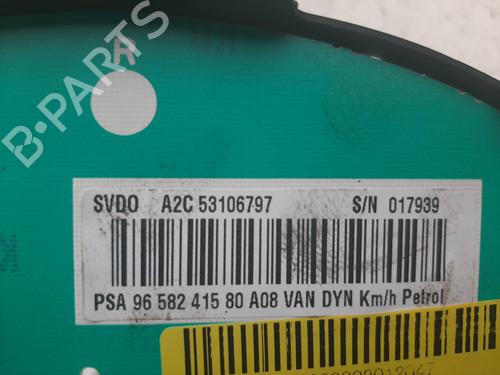 A
B-PARTS
SVDO A2C 53106797 S/N 017939
PSA 96 582 415 80 A08 VAN DYN Km/h Petrol